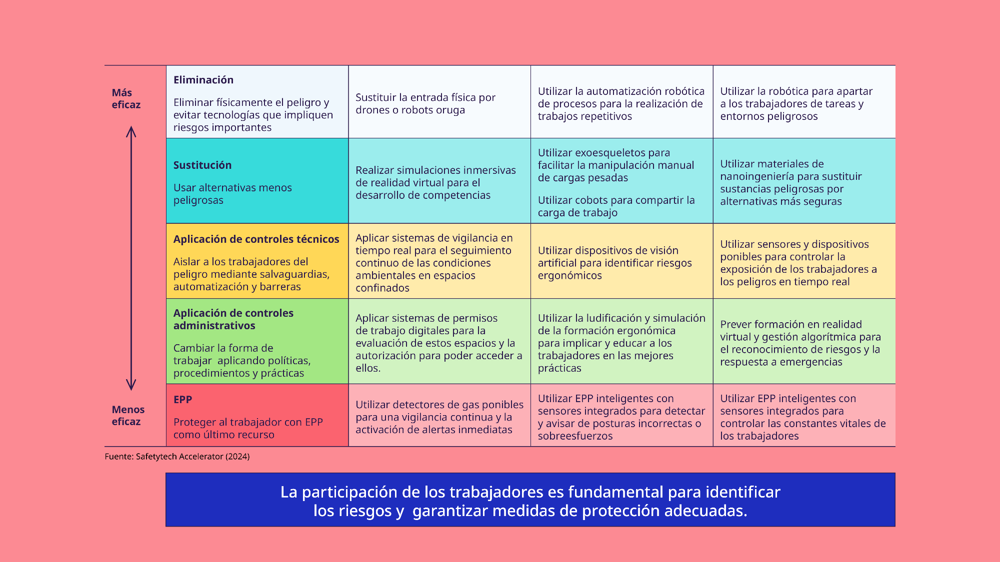 Más
eficaz
Eliminación
Eliminar físicamente el peligro y
evitar tecnologías que impliquen
riesgos importantes
Sustituir la entrada física por
drones o robots oruga
Utilizar la automatización robótica
de procesos para la realización de
trabajos repetitivos
Utilizar la robótica para apartar
a los trabajadores de tareas y
entornos peligrosos
Sustitución
Usar alternativas menos
peligrosas
Realizar simulaciones inmersivas
de realidad virtual para el
desarrollo de competencias
Utilizar exoesqueletos para
facilitar la manipulación manual
de cargas pesadas
Utilizar cobots para compartir la
carga de trabajo
Utilizar materiales de
nanoingeniería para sustituir
sustancias peligrosas por
alternativas más seguras
Aplicación de controles técnicos
Aislar a los trabajadores del
peligro mediante salvaguardias,
automatización y barreras
Aplicar sistemas de vigilancia en
tiempo real para el seguimiento
continuo de las condiciones
ambientales en espacios
confinados
Utilizar dispositivos de visión
artificial para identificar riesgos
ergonómicos
Utilizar sensores y dispositivos
ponibles para controlar la
exposición de los trabajadores a
los peligros en tiempo real
Aplicación de controles
administrativos
Cambiar la forma de
trabajar  aplicando políticas,
procedimientos y prácticas
Aplicar sistemas de permisos
de trabajo digitales para la
evaluación de estos espacios y la
autorización para poder acceder a
ellos.
Utilizar la ludificación y simulación
de la formación ergonómica
para implicar y educar a los
trabajadores en las mejores
prácticas
Prever formación en realidad
virtual y gestión algorítmica para
el reconocimiento de riesgos y la
respuesta a emergencias
Menos
eficaz
EPP
Proteger al trabajador con EPP
como último recurso
Utilizar detectores de gas ponibles
para una vigilancia continua y la
activación de alertas inmediatas
Utilizar EPP inteligentes con
sensores integrados para detectar
y avisar de posturas incorrectas o
sobreesfuerzos
Utilizar EPP inteligentes con
sensores integrados para
controlar las constantes vitales de
los trabajadores
Fuente: Safetytech Accelerator (2024)
La participación de los trabajadores es fundamental para identificar
los riesgos y  garantizar medidas de protección adecuadas.